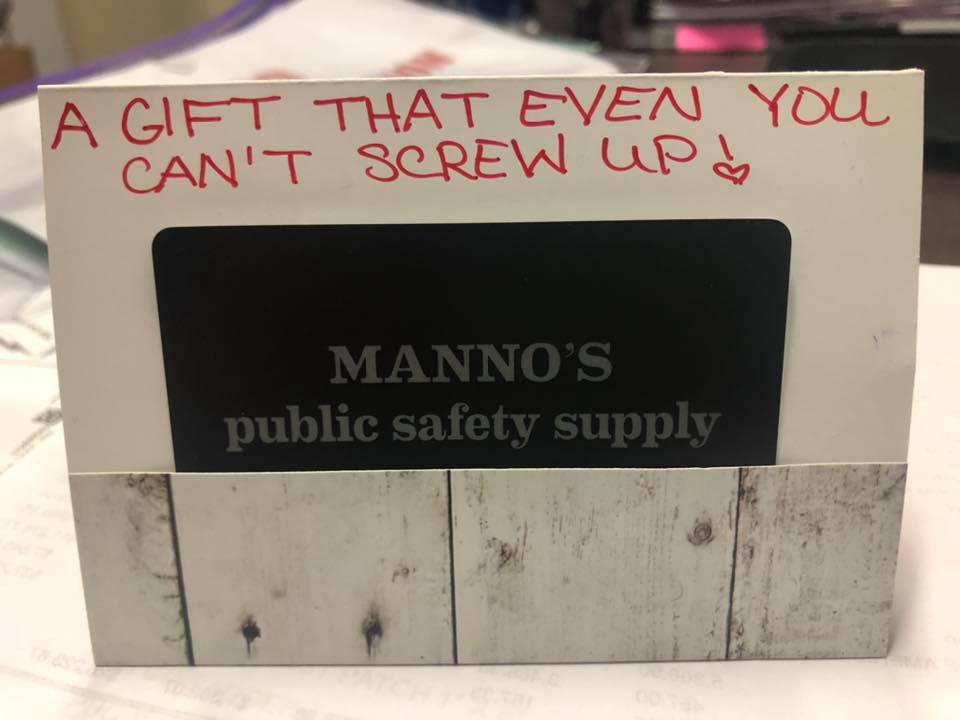 A GIFT THAT EVEN YOU
CAN'T SCREW UP!
MANNO'S
public safety supply